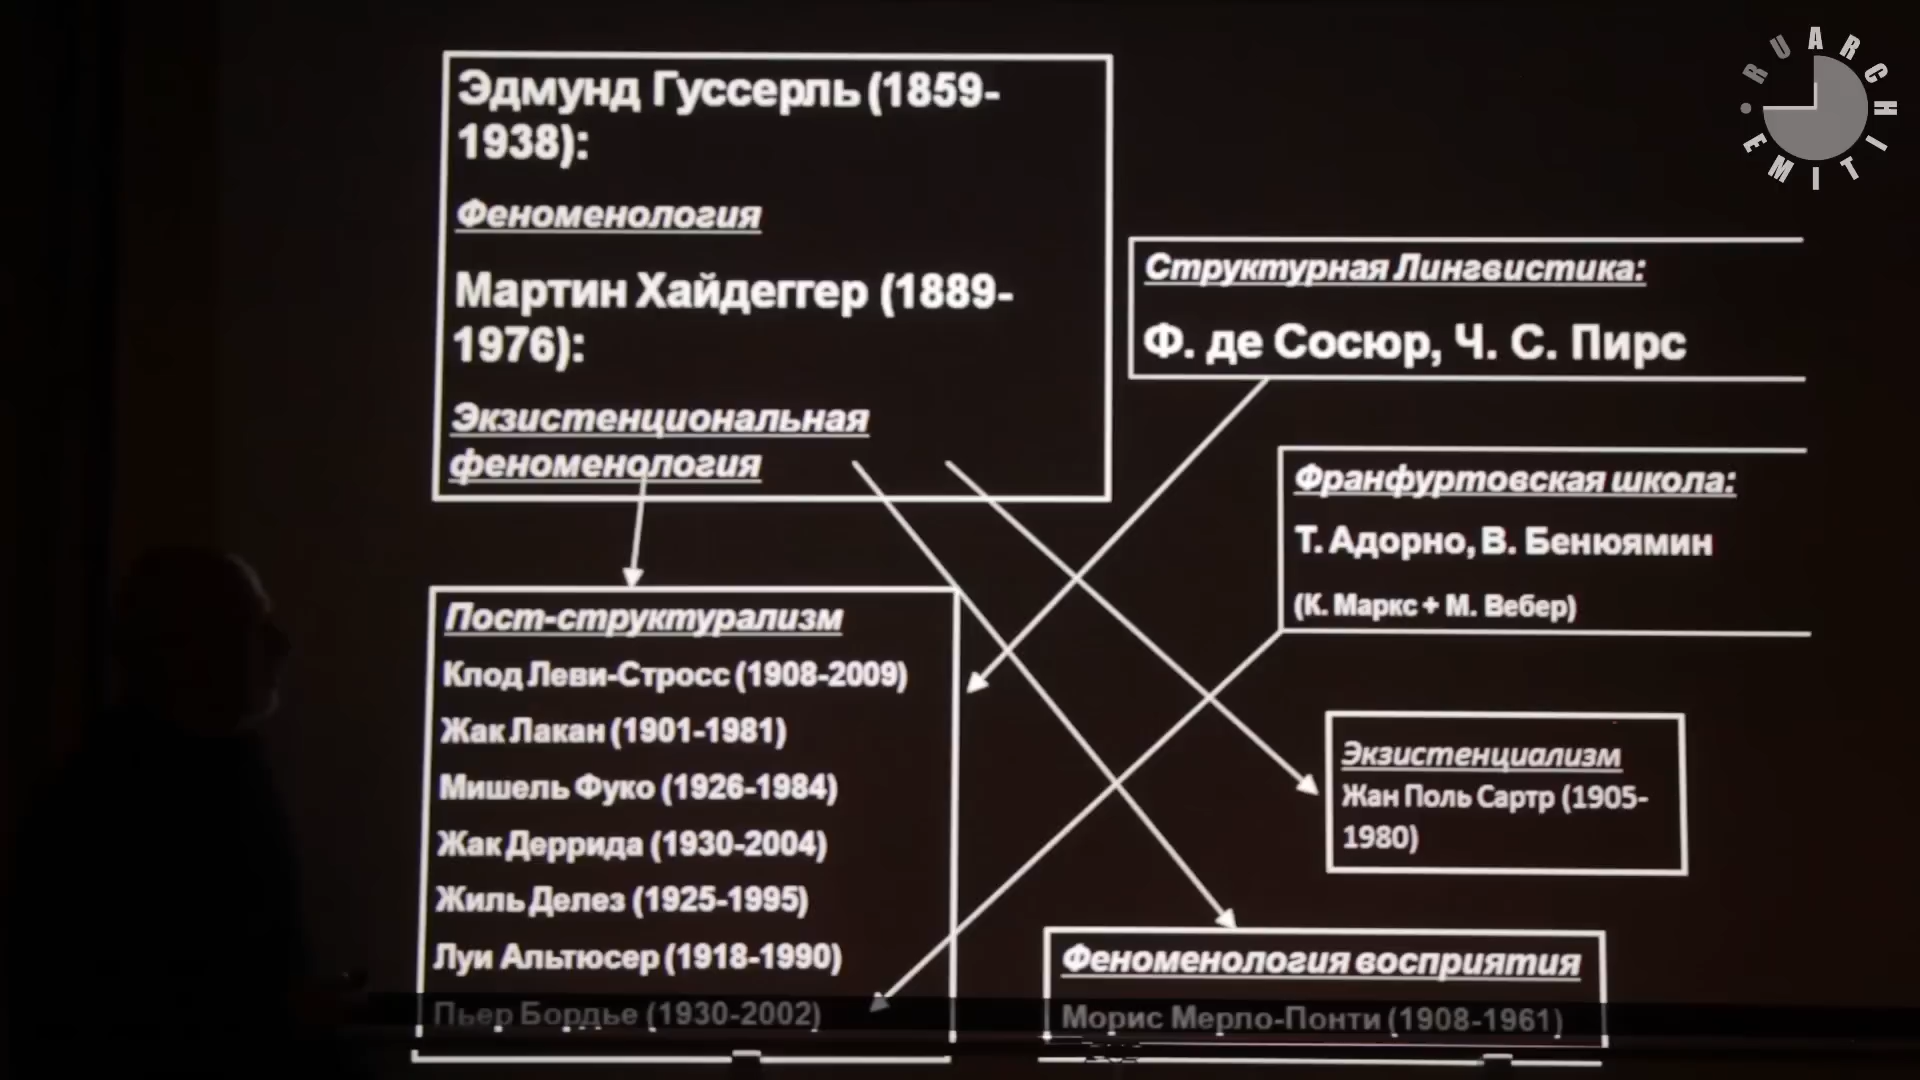 Эдмунд Гуссерль (1859-
1938):
Феноменология
Мартин Хайдеггер (1889-
1976):
Экзистенциональная
феноменология
Структурная Лингвистика:
Ф. де Сосюр, Ч. С. Пирс
Франфуртовская школа:
Т. Адорно, В. Бенюямин
(К. Маркс + М. Вебер)
Пост-структурализм
Клод Леви-Стросс (1908-2009)
Жак Лакан (1901-1981)
Мишель Фуко (1926-1984)
Жак Деррида (1930-2004)
Жиль Делез (1925-1995)
Луи Альтюсер (1918-1990)
Пьер Бордье (1930-2002)
Экзистенциализм
Жан Поль Сартр (1905-
1980)
Феноменология восприятия
Морис Мерло-Понти (1908-1961)
RUARCHITIME